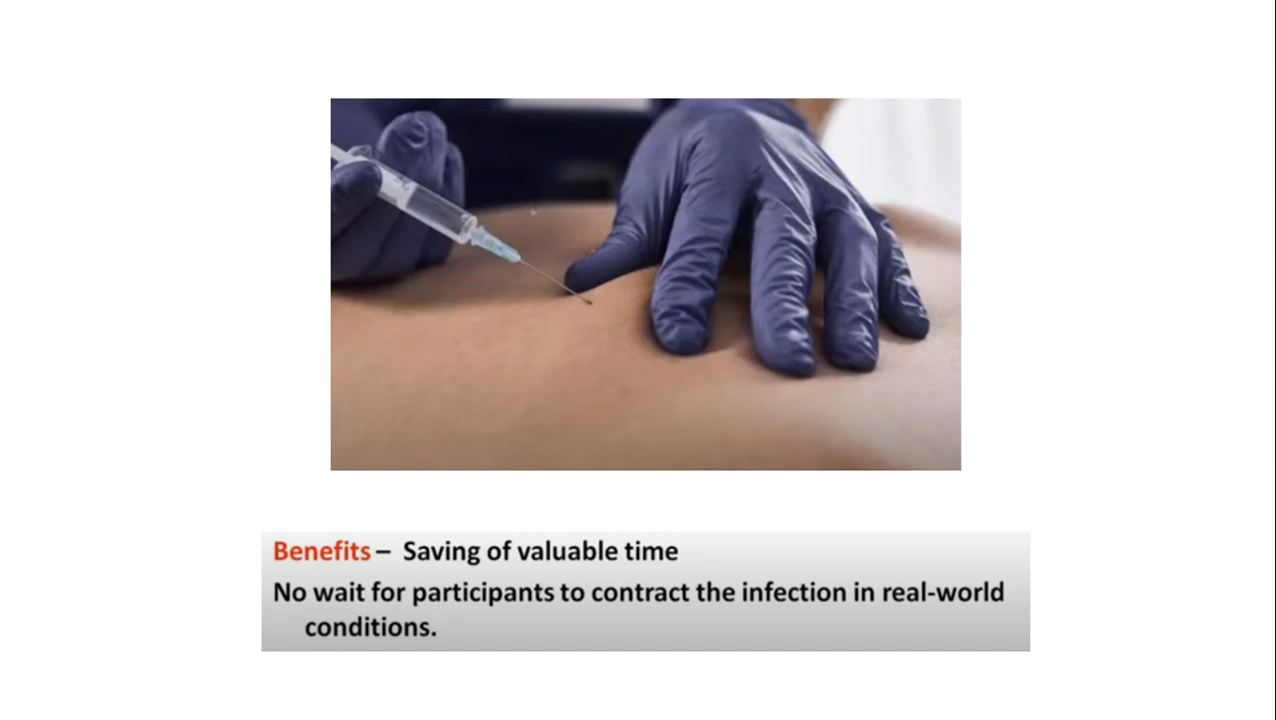 Benefits – Saving of valuable time
No wait for participants to contract the infection in real-world
conditions.